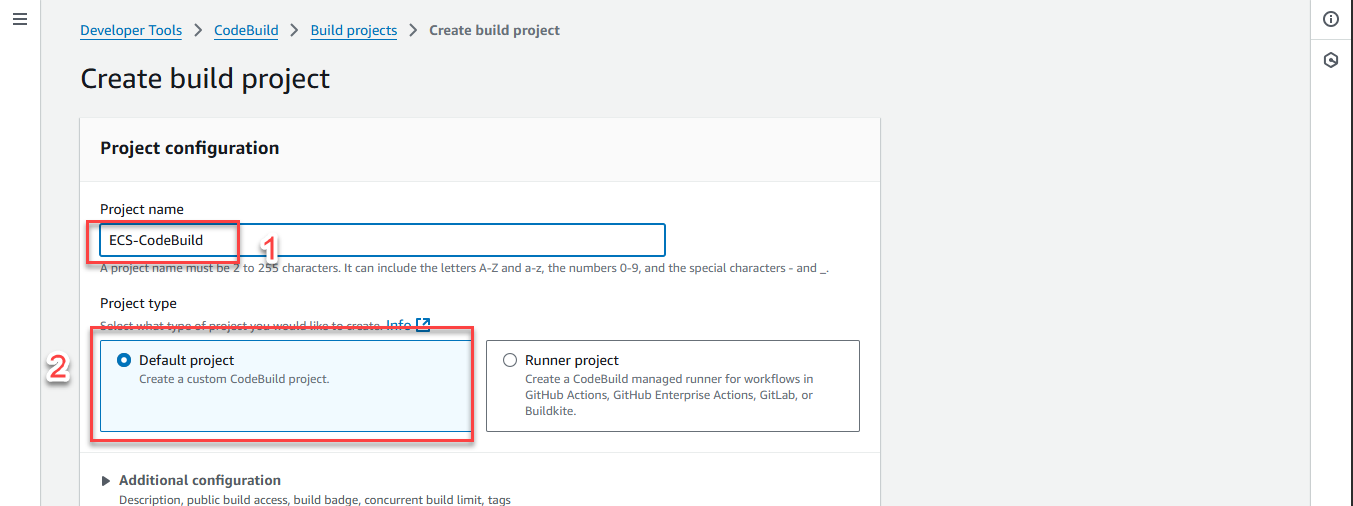 Developer Tools > CodeBuild > Build projects > Create build project
Create build project
Project configuration
Project name
ECS-CodeBuild
1
A project name must be 2 to 255 characters. It can include the letters A-Z and a-z, the numbers 0-9, and the special characters - and _.
Project type
Select what type of project you would like to create. Info
2
Default project
Create a custom CodeBuild project.
Runner project
Create a CodeBuild managed runner for workflows in
GitHub Actions, GitHub Enterprise Actions, GitLab, or
Buildkite.
Additional configuration
Description, public build access, build badge, concurrent build limit, tags